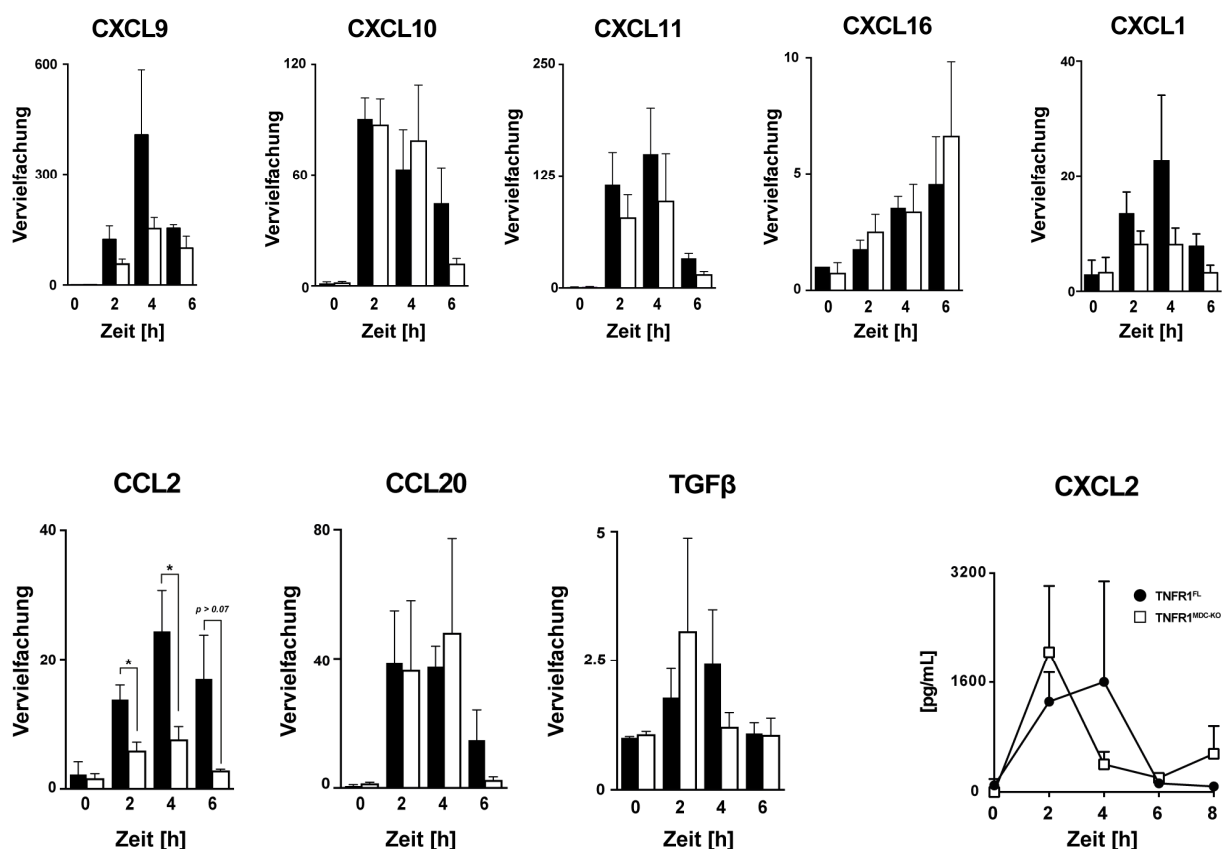 CXCL9
Vervielfachung
600
300
0
0 2 4 6
Zeit [h]
CXCL10
Vervielfachung
120
60
0
0 2 4 6
Zeit [h]
CXCL11
Vervielfachung
250
125
0
0 2 4 6
Zeit [h]
CXCL16
Vervielfachung
10
5
0
0 2 4 6
Zeit [h]
CXCL1
Vervielfachung
40
20
0
0 2 4 6
Zeit [h]
CCL2
Vervielfachung
40
20
0
*
*
p > 0.07
0 2 4 6
Zeit [h]
CCL20
Vervielfachung
80
40
0
0 2 4 6
Zeit [h]
TGFβ
Vervielfachung
5
2.5
0
0 2 4 6
Zeit [h]
CXCL2
[pg/mL]
3200
1600
0
TNFR1FL
TNFR1MDC-KO
0 2 4 6 8
Zeit [h]